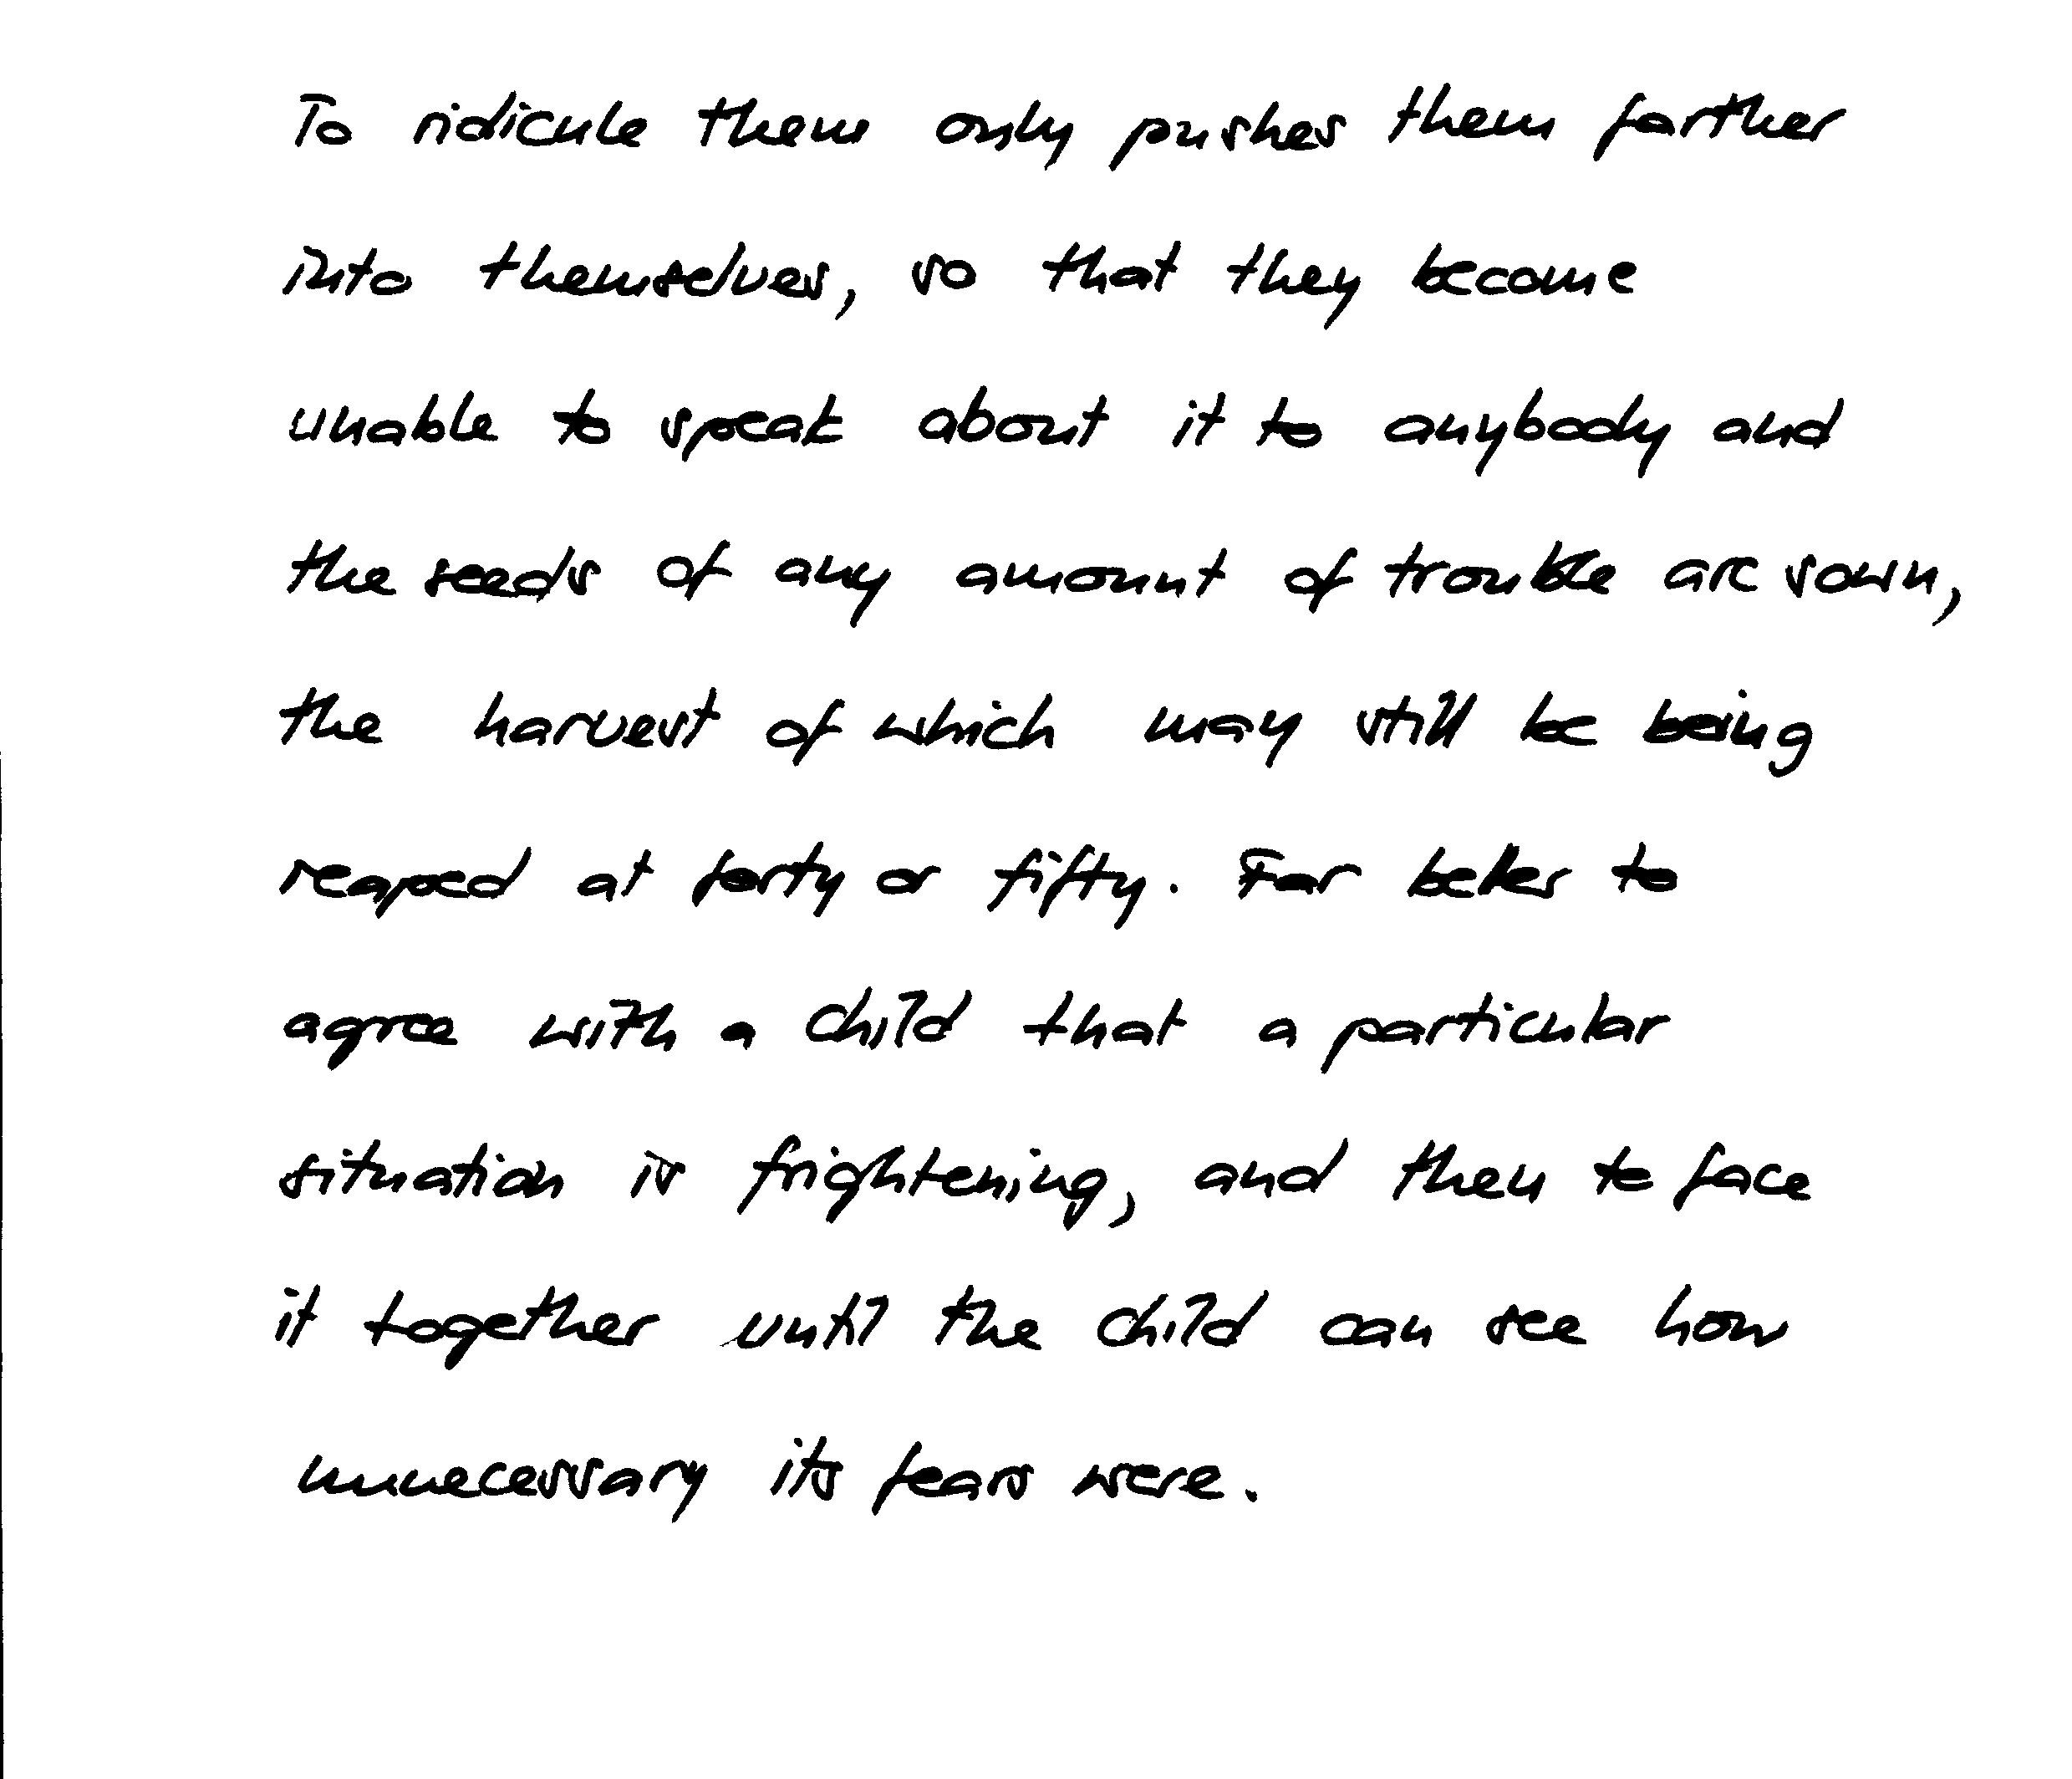 To ridicule them only pushes them farther
into themselves, so that they become
unable to speak about it to anybody and
the seeds of any amount of trouble are sown,
the harvest of which may still be being
reaped at forty or fifty. Far better to
agree with a child that a particular
situation is frightening, and then to face
it together until the child can see how
unnecessary its fears were.